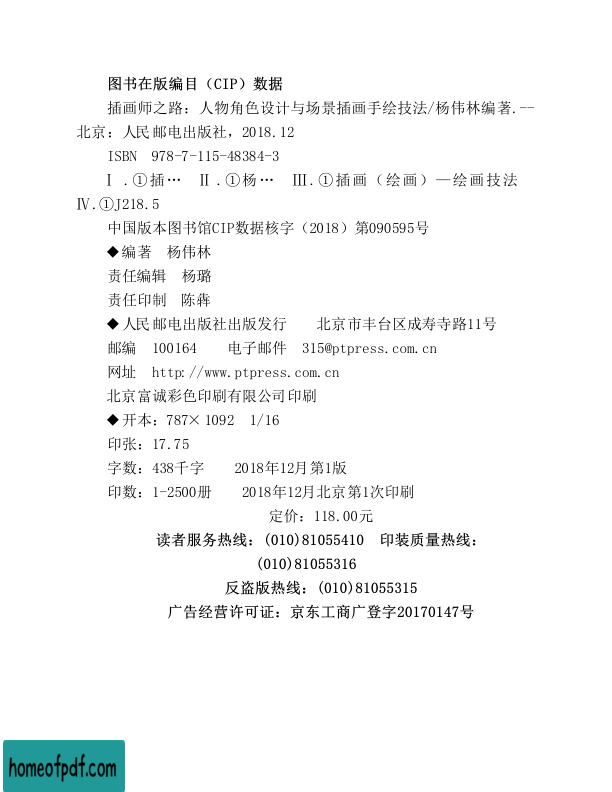 图书在版编目（CIP）数据
插画师之路：人物角色设计与场景插画手绘技法/杨伟林编著.--
北京：人民邮电出版社，2018.12
ISBN 978-7-115-48384-3
Ⅰ.①插… Ⅱ.①杨… Ⅲ.①插画（绘画）—绘画技法
Ⅳ.①J218.5
中国版本图书馆CIP数据核字（2018）第090595号
◆编著 杨伟林
责任编辑 杨璐
责任印制 陈犇
◆人民邮电出版社出版发行 北京市丰台区成寿寺路11号
邮编 100164 电子邮件 315@ptpress.com.cn
网址 http://www.ptpress.com.cn
北京富诚彩色印刷有限公司印刷
◆开本：787×1092 1/16
印张：17.75
字数：438千字 2018年12月第1版
印数：1-2500册 2018年12月北京第1次印刷
定价：118.00元
读者服务热线：(010)81055410 印装质量热线：
(010)81055316
反盗版热线：(010)81055315
广告经营许可证：京东工商广登字20170147号
homeofpdf.com